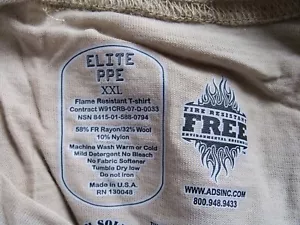 ELITE
PPE
XXL
Flame Resistant T-shirt
Contract W91CRB-07-D-0033
NSN 8415-01-588-0794
58% FR Rayon/32% Wool
10% Nylon
Machine Wash Warm or Cold
Mild Detergent No Bleach
No Fabric Softener
Tumble Dry low
Do not Iron
Made in U.S.A.
RN 130048
FIRE RESISTANT
FREE
ENVIRONMENTAL
WWW.ADSINC.COM
800.948.9433